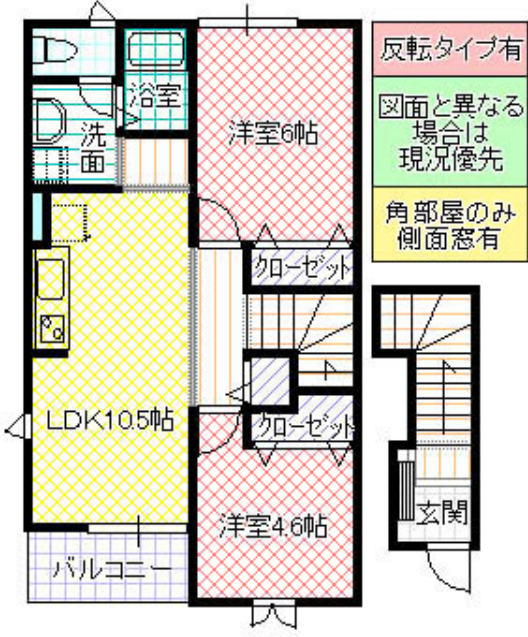 浴室
洗
面
洋室6帖
クローゼット
LDK10.5帖
クローゼット
洋室4.6帖
バルコニー
反転タイプ有
図面と異なる
場合は
現況優先
角部屋のみ
側面窓有
玄関